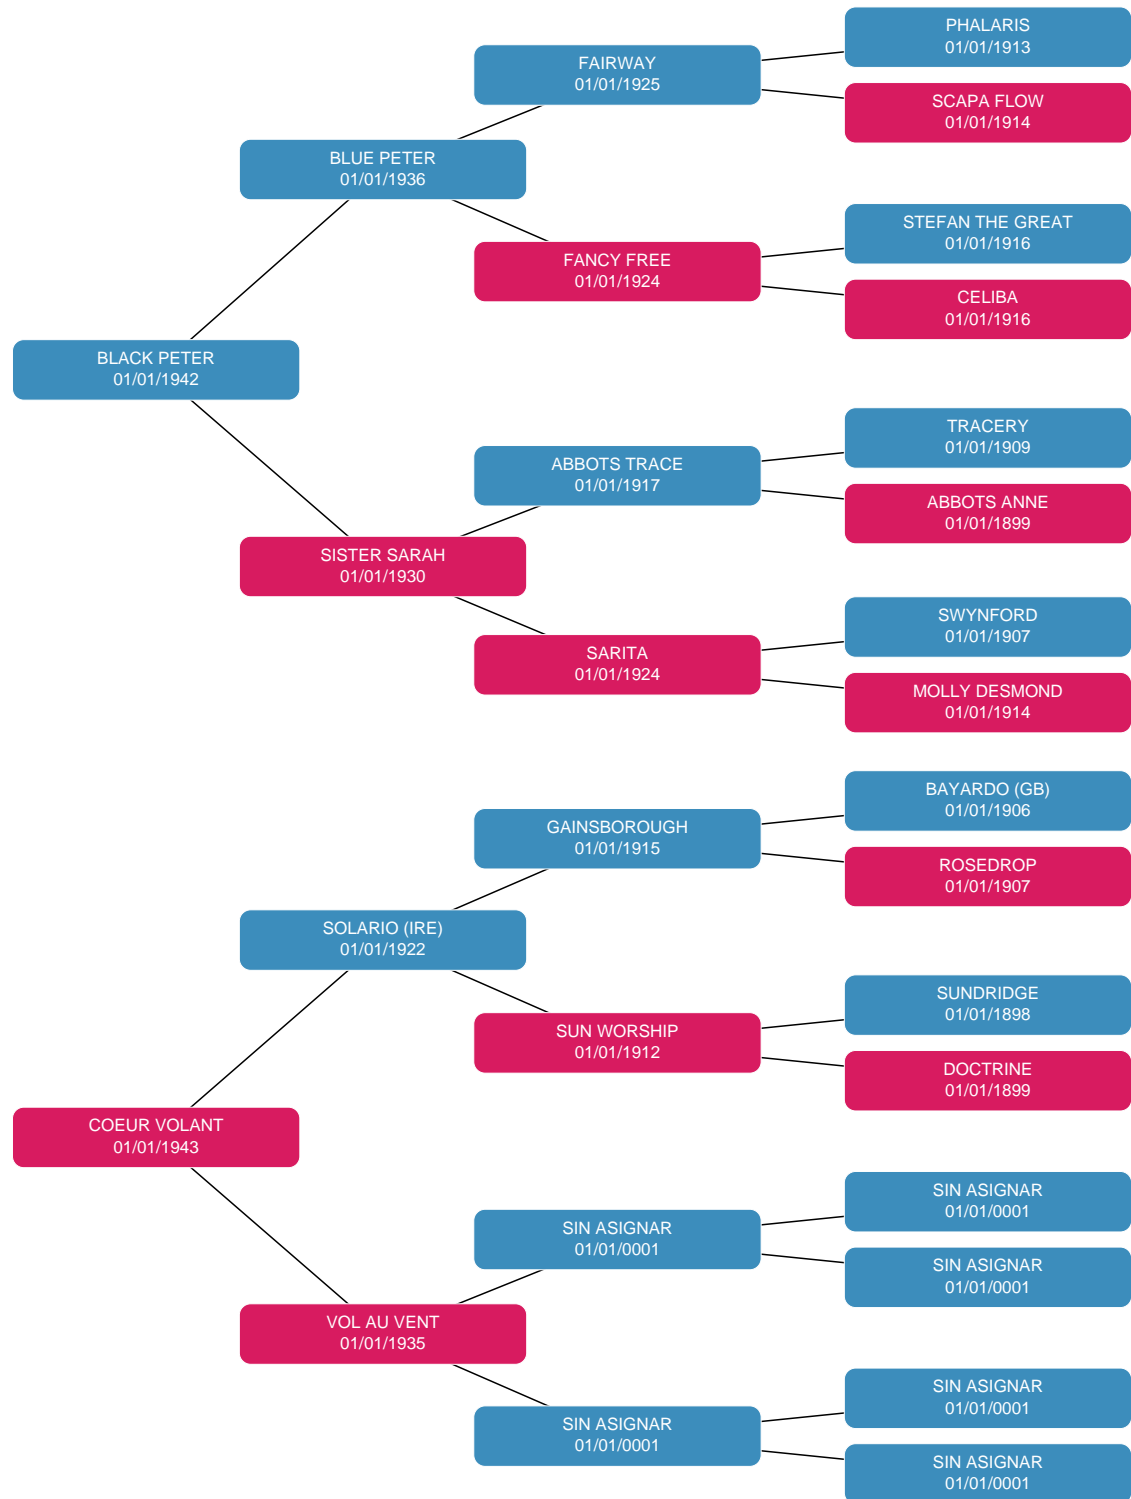 PHALARIS
01/01/1913
FAIRWAY
01/01/1925
SCAPA FLOW
01/01/1914
BLUE PETER
01/01/1936
STEFAN THE GREAT
01/01/1916
FANCY FREE
01/01/1924
CELIBA
01/01/1916
BLACK PETER
01/01/1942
TRACERY
01/01/1909
ABBOTS TRACE
01/01/1917
ABBOTS ANNE
01/01/1899
SISTER SARAH
01/01/1930
SWYNFORD
01/01/1907
SARITA
01/01/1924
MOLLY DESMOND
01/01/1914
BAYARDO (GB)
01/01/1906
GAINSBOROUGH
01/01/1915
ROSEDROP
01/01/1907
SOLARIO (IRE)
01/01/1922
SUNDRIDGE
01/01/1898
SUN WORSHIP
01/01/1912
DOCTRINE
01/01/1899
COEUR VOLANT
01/01/1943
SIN ASIGNAR
01/01/0001
SIN ASIGNAR
01/01/0001
SIN ASIGNAR
01/01/0001
VOL AU VENT
01/01/1935
SIN ASIGNAR
01/01/0001
SIN ASIGNAR
01/01/0001
SIN ASIGNAR
01/01/0001